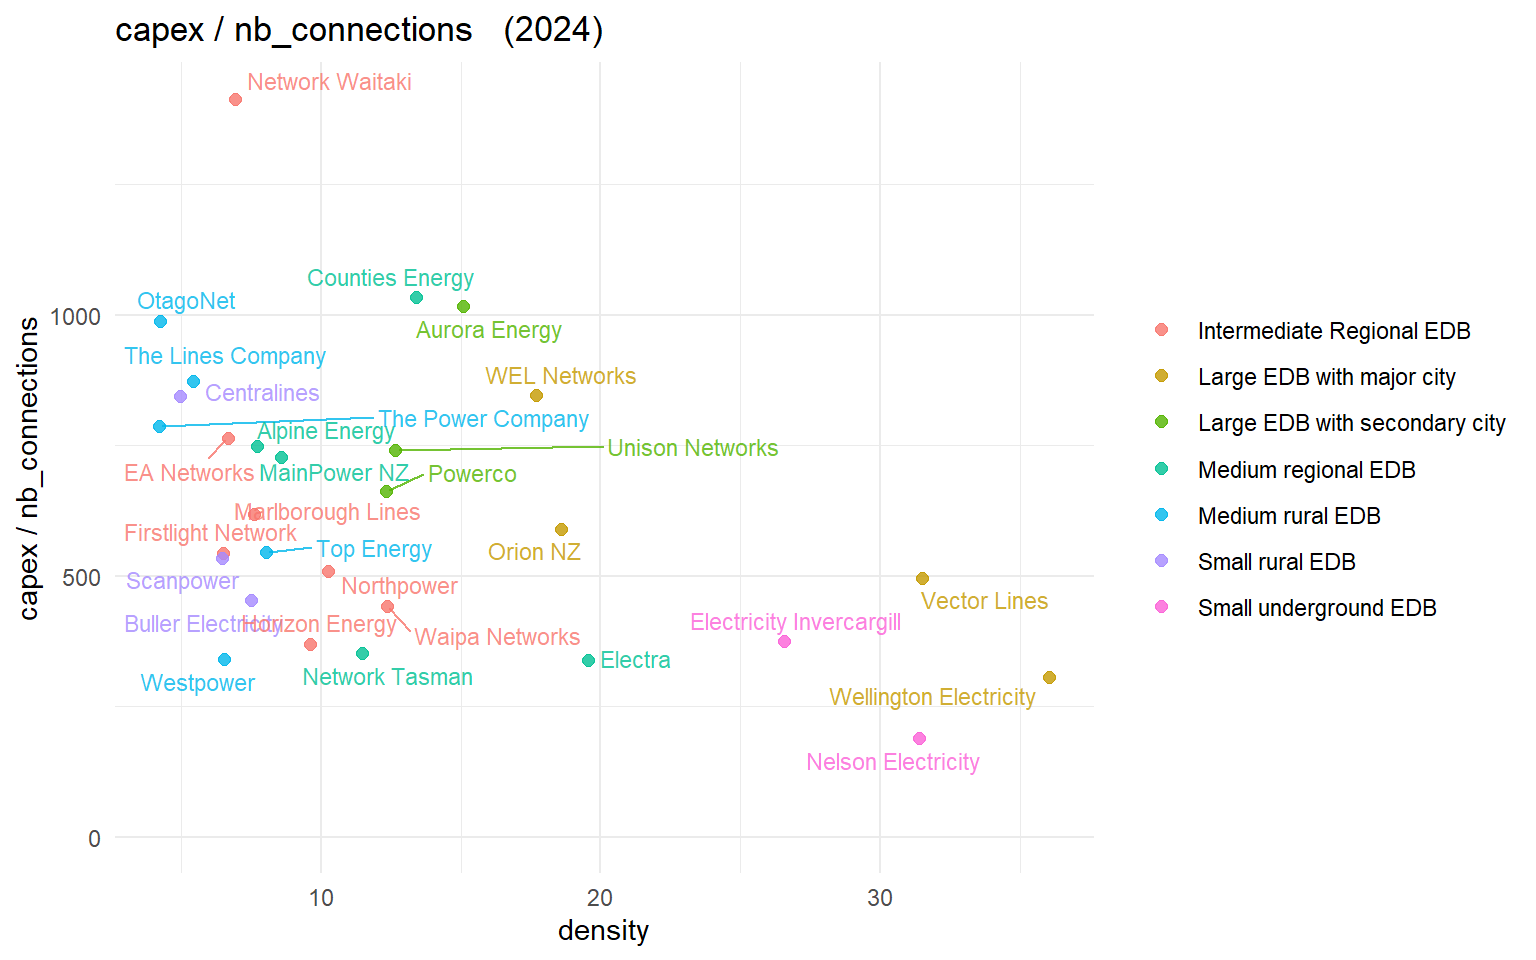 capex / nb_connections (2024)
Network Waitaki
Counties Energy
OtagoNet
Aurora Energy
The Lines Company
WEL Networks
Centralines
The Power Company
Alpine Energy
Unison Networks
EA Networks
MainPower NZ
Powerco
Marlborough Lines
Firstlight Network
Top Energy
Orion NZ
Scanpower
Northpower
Vector Lines
Buller Electricity
Horizon Energy
Waipa Networks
Electricity Invercargill
Electra
Network Tasman
Westpower
Wellington Electricity
Nelson Electricity
1000
500
0
10
20
30
density
capex / nb_connections
Intermediate Regional EDB
Large EDB with major city
Large EDB with secondary city
Medium regional EDB
Medium rural EDB
Small rural EDB
Small underground EDB